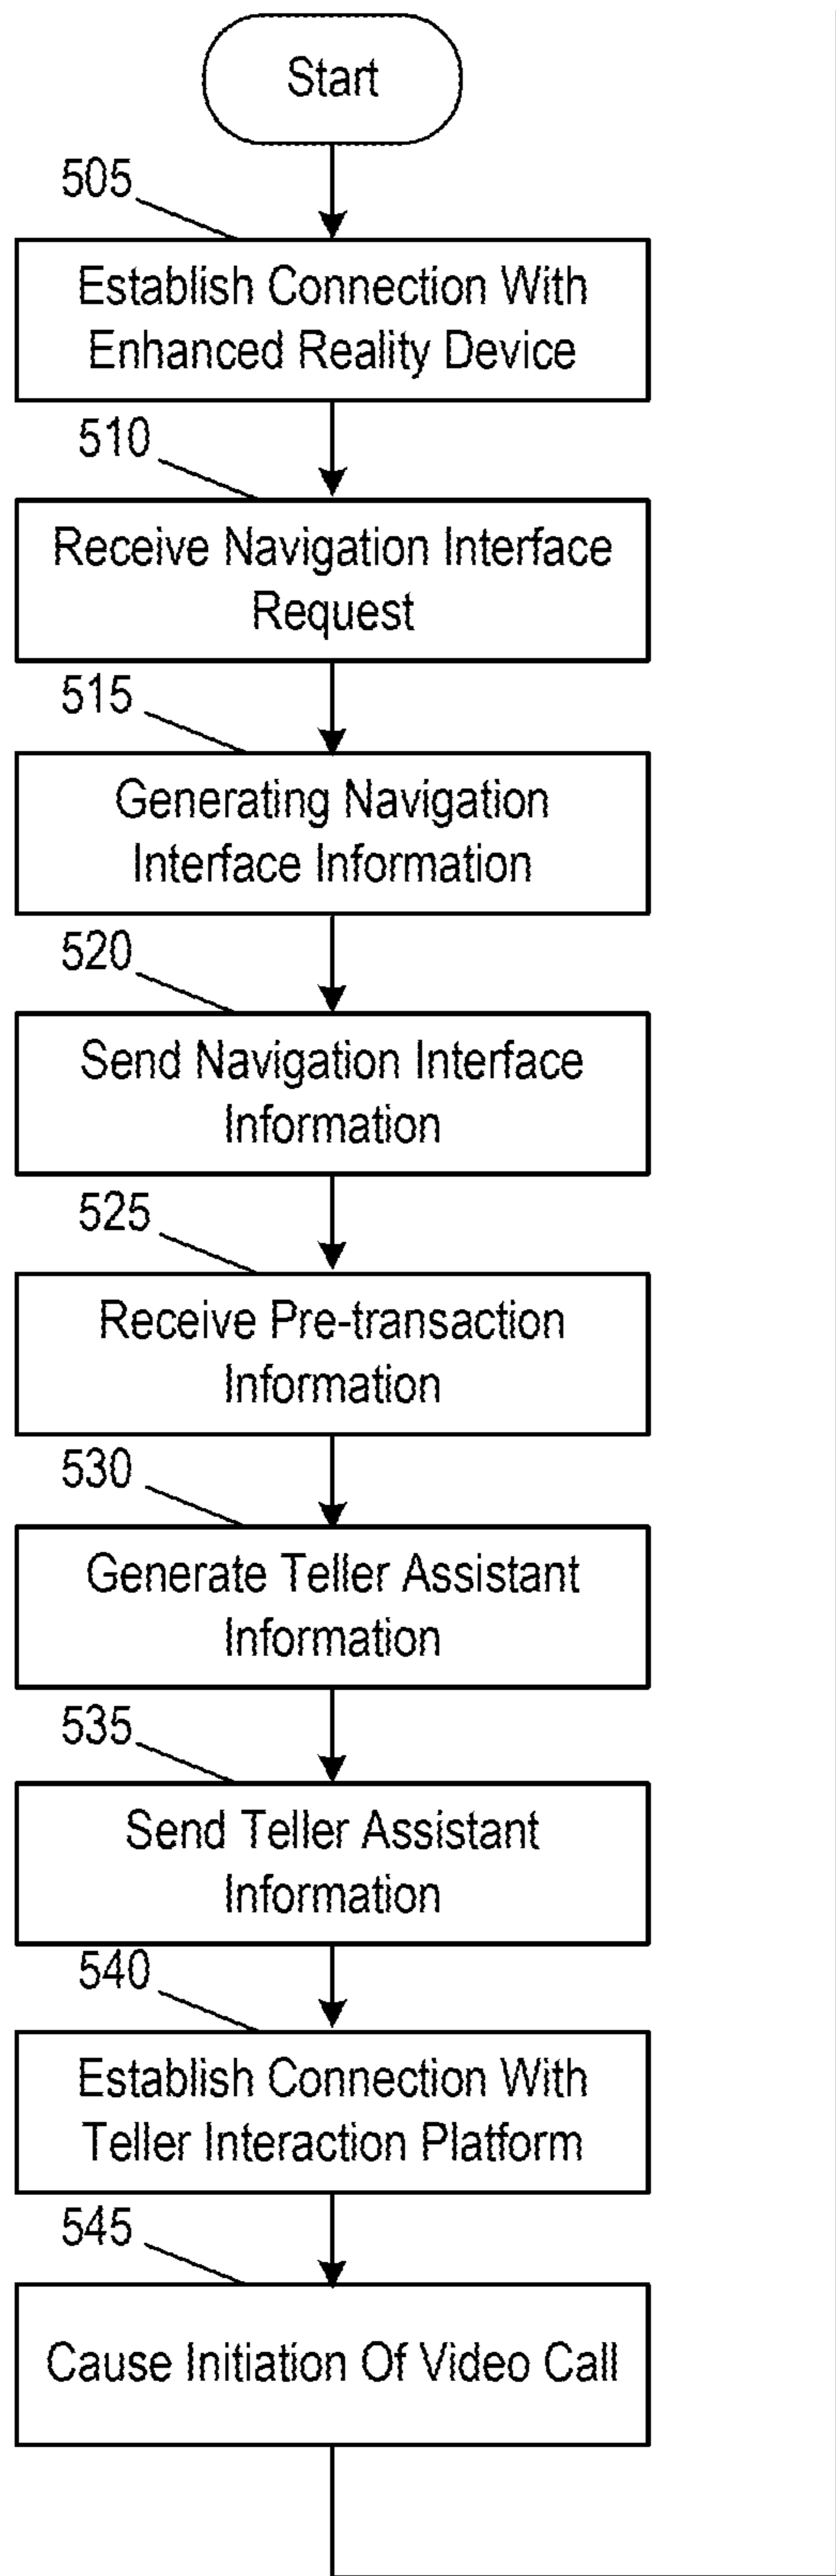 Start
505
Establish Connection With
Enhanced Reality Device
510
Receive Navigation Interface
Request
515
Generating Navigation
Interface Information
520
Send Navigation Interface
Information
525
Receive Pre-transaction
Information
530
Generate Teller Assistant
Information
535
Send Teller Assistant
Information
540
Establish Connection With
Teller Interaction Platform
545
Cause Initiation Of Video Call